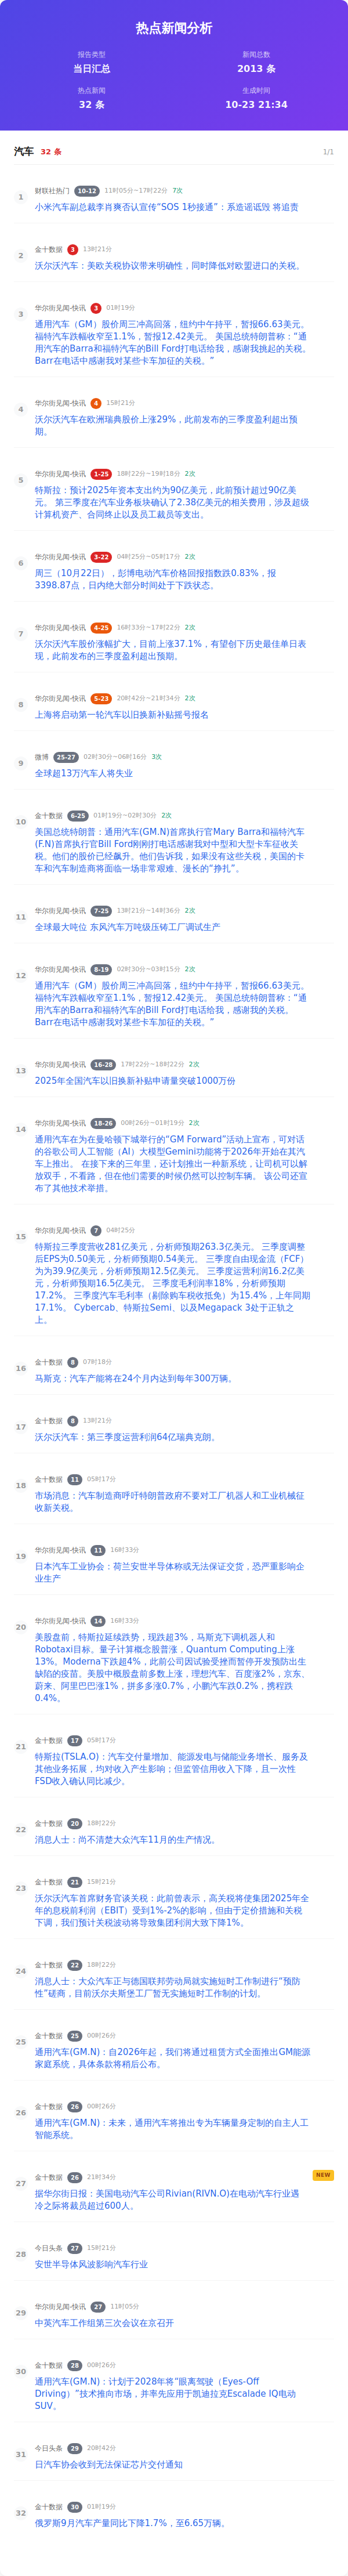 热点新闻分析
报告类型
当日汇总
新闻总数
2013 条
热点新闻
32 条
生成时间
10-23 21:34
汽车 32 条 1/1
1
财联社热门 10-12 11时05分~17时22分 7次
小米汽车副总裁李肖爽否认宣传“SOS 1秒接通”：系造谣诋毁 将追责
2
金十数据 3 13时21分
沃尔沃汽车：美欧关税协议带来明确性，同时降低对欧盟进口的关税。
3
华尔街见闻-快讯 3 01时19分
通用汽车（GM）股价周三冲高回落，纽约中午持平，暂报66.63美元。
福特汽车跌幅收窄至1.1%，暂报12.42美元。 美国总统特朗普称：“通
用汽车的Barra和福特汽车的Bill Ford打电话给我，感谢我挑起的关税。
Barr在电话中感谢我对某些卡车加征的关税。”
4
华尔街见闻-快讯 4 15时21分
沃尔沃汽车在欧洲瑞典股价上涨29%，此前发布的三季度盈利超出预
期。
5
华尔街见闻-快讯 1-25 18时22分~19时18分 2次
特斯拉：预计2025年资本支出约为90亿美元，此前预计超过90亿美
元。 第三季度在汽车业务板块确认了2.38亿美元的相关费用，涉及超级
计算机资产、合同终止以及员工裁员等支出。
6
华尔街见闻-快讯 3-22 04时25分~05时17分 2次
周三（10月22日），彭博电动汽车价格回报指数跌0.83%，报
3398.87点，日内绝大部分时间处于下跌状态。
7
华尔街见闻-快讯 4-25 16时33分~17时22分 2次
沃尔沃汽车股价涨幅扩大，目前上涨37.1%，有望创下历史最佳单日表
现，此前发布的三季度盈利超出预期。
8
华尔街见闻-快讯 5-23 20时42分~21时34分 2次
上海将启动第一轮汽车以旧换新补贴摇号报名
9
微博 25-27 02时30分~06时16分 3次
全球超13万汽车人将失业
10
金十数据 6-25 01时19分~02时30分 2次
美国总统特朗普：通用汽车(GM.N)首席执行官Mary Barra和福特汽车
(F.N)首席执行官Bill Ford刚刚打电话感谢我对中型和大型卡车征收关
税。他们的股价已经飙升。他们告诉我，如果没有这些关税，美国的卡
车和汽车制造商将面临一场非常艰难、漫长的“挣扎”。
11
华尔街见闻-快讯 7-25 13时21分~14时36分 2次
全球最大吨位 东风汽车万吨级压铸工厂调试生产
12
华尔街见闻-快讯 8-19 02时30分~03时15分 2次
通用汽车（GM）股价周三冲高回落，纽约中午持平，暂报66.63美元。
福特汽车跌幅收窄至1.1%，暂报12.42美元。 美国总统特朗普称：“通
用汽车的Barra和福特汽车的Bill Ford打电话给我，感谢我的关税。
Barr在电话中感谢我对某些卡车加征的关税。”
13
华尔街见闻-快讯 16-28 17时22分~18时22分 2次
2025年全国汽车以旧换新补贴申请量突破1000万份
14
华尔街见闻-快讯 18-26 00时26分~01时19分 2次
通用汽车在为在曼哈顿下城举行的“GM Forward”活动上宣布，可对话
的谷歌公司人工智能（AI）大模型Gemini功能将于2026年开始在其汽
车上推出。 在接下来的三年里，还计划推出一种新系统，让司机可以解
放双手，不看路，但在他们需要的时候仍然可以控制车辆。 该公司还宣
布了其他技术举措。
15
华尔街见闻-快讯 7 04时25分
特斯拉三季度营收281亿美元，分析师预期263.3亿美元。 三季度调整
后EPS为0.50美元，分析师预期0.54美元。 三季度自由现金流（FCF）
为为39.9亿美元，分析师预期12.5亿美元。 三季度运营利润16.2亿美
元，分析师预期16.5亿美元。 三季度毛利率18%，分析师预期
17.2%。 三季度汽车毛利率（剔除购车税收抵免）为15.4%，上年同期
17.1%。 Cybercab、特斯拉Semi、以及Megapack 3处于正轨之
上。
16
金十数据 8 07时18分
马斯克：汽车产能将在24个月内达到每年300万辆。
17
金十数据 8 13时21分
沃尔沃汽车：第三季度运营利润64亿瑞典克朗。
18
金十数据 11 05时17分
市场消息：汽车制造商呼吁特朗普政府不要对工厂机器人和工业机械征
收新关税。
19
华尔街见闻-快讯 11 16时33分
日本汽车工业协会：荷兰安世半导体称或无法保证交货，恐严重影响企
业生产
20
华尔街见闻-快讯 14 16时33分
美股盘前，特斯拉延续跌势，现跌超3%，马斯克下调机器人和
Robotaxi目标。量子计算概念股普涨，Quantum Computing上涨
13%。Moderna下跌超4%，此前公司因试验受挫而暂停开发预防出生
缺陷的疫苗。美股中概股盘前多数上涨，理想汽车、百度涨2%，京东、
蔚来、阿里巴巴涨1%，拼多多涨0.7%，小鹏汽车跌0.2%，携程跌
0.4%。
21
金十数据 17 05时17分
特斯拉(TSLA.O)：汽车交付量增加、能源发电与储能业务增长、服务及
其他业务拓展，均对收入产生影响；但监管信用收入下降，且一次性
FSD收入确认同比减少。
22
金十数据 20 18时22分
消息人士：尚不清楚大众汽车11月的生产情况。
23
金十数据 21 15时21分
沃尔沃汽车首席财务官谈关税：此前曾表示，高关税将使集团2025年全
年的息税前利润（EBIT）受到1%-2%的影响，但由于定价措施和关税
下调，我们预计关税波动将导致集团利润大致下降1%。
24
金十数据 22 18时22分
消息人士：大众汽车正与德国联邦劳动局就实施短时工作制进行“预防
性”磋商，目前沃尔夫斯堡工厂暂无实施短时工作制的计划。
25
金十数据 25 00时26分
通用汽车(GM.N)：自2026年起，我们将通过租赁方式全面推出GM能源
家庭系统，具体条款将稍后公布。
26
金十数据 26 00时26分
通用汽车(GM.N)：未来，通用汽车将推出专为车辆量身定制的自主人工
智能系统。
27
金十数据 26 21时34分 NEW
据华尔街日报：美国电动汽车公司Rivian(RIVN.O)在电动汽车行业遇
冷之际将裁员超过600人。
28
今日头条 27 15时21分
安世半导体风波影响汽车行业
29
华尔街见闻-快讯 27 11时05分
中英汽车工作组第三次会议在京召开
30
金十数据 28 00时26分
通用汽车(GM.N)：计划于2028年将“眼离驾驶（Eyes-Off
Driving）”技术推向市场，并率先应用于凯迪拉克Escalade IQ电动
SUV。
31
今日头条 29 20时42分
日汽车协会收到无法保证芯片交付通知
32
金十数据 30 01时19分
俄罗斯9月汽车产量同比下降1.7%，至6.65万辆。